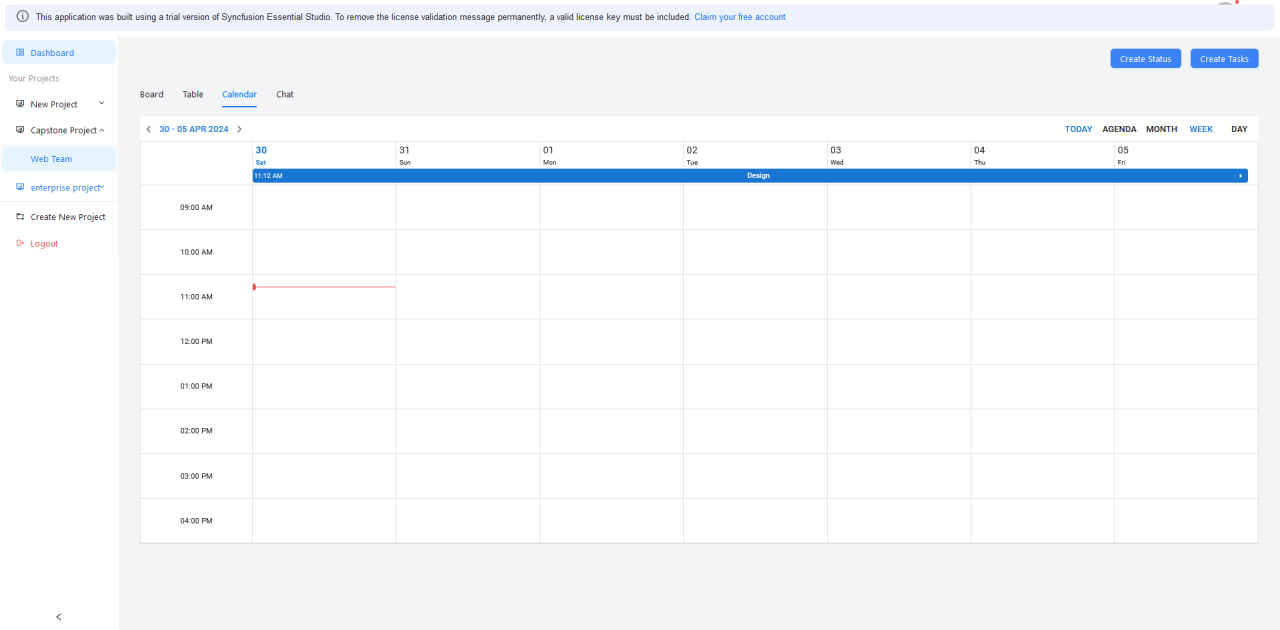 This application was built using a trial version of Syncfusion Essential Studio. To remove the license validation message permanently, a valid license key must be included. Claim your free account
Dashboard
Your Projects
New Project
Capstone Project
Web Team
enterprise project
Create New Project
Logout
Create Status Create Tasks
Board Table Calendar Chat
30 - 05 APR 2024 TODAY AGENDA MONTH WEEK DAY
30 31 01 02 03 04 05
Sat Sun Mon Tue Wed Thu Fri
11:12 AM Design
09:00 AM
10:00 AM
11:00 AM
12:00 PM
01:00 PM
02:00 PM
03:00 PM
04:00 PM